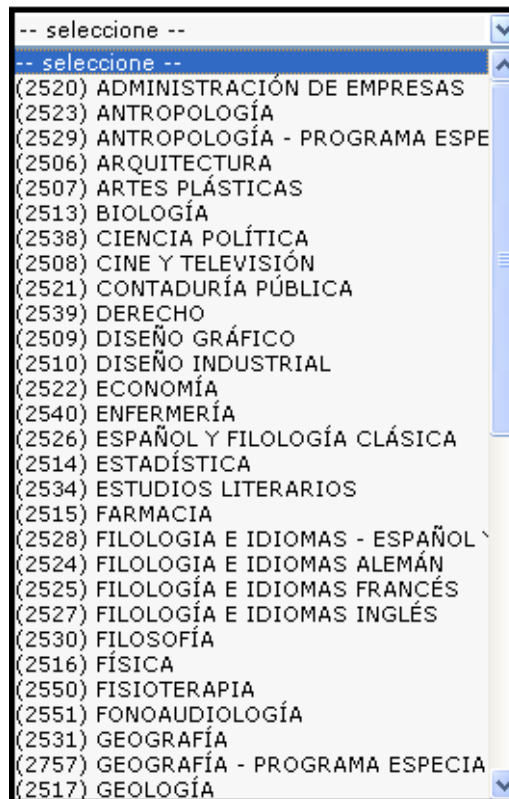 -- seleccione --
-- seleccione --
(2520) ADMINISTRACIÓN DE EMPRESAS
(2523) ANTROPOLOGÍA
(2529) ANTROPOLOGÍA - PROGRAMA ESPE
(2506) ARQUITECTURA
(2507) ARTES PLÁSTICAS
(2513) BIOLOGÍA
(2538) CIENCIA POLÍTICA
(2508) CINE Y TELEVISIÓN
(2521) CONTADURÍA PÚBLICA
(2539) DERECHO
(2509) DISEÑO GRÁFICO
(2510) DISEÑO INDUSTRIAL
(2522) ECONOMÍA
(2540) ENFERMERÍA
(2526) ESPAÑOL Y FILOLOGÍA CLÁSICA
(2514) ESTADÍSTICA
(2534) ESTUDIOS LITERARIOS
(2515) FARMACIA
(2528) FILOLOGIA E IDIOMAS - ESPAÑOL
(2524) FILOLOGÍA E IDIOMAS ALEMÁN
(2525) FILOLOGÍA E IDIOMAS FRANCÉS
(2527) FILOLOGÍA E IDIOMAS INGLÉS
(2530) FILOSOFÍA
(2516) FÍSICA
(2550) FISIOTERAPIA
(2551) FONOAUDIOLOGÍA
(2531) GEOGRAFÍA
(2757) GEOGRAFÍA - PROGRAMA ESPECIA
(2517) GEOLOGÍA